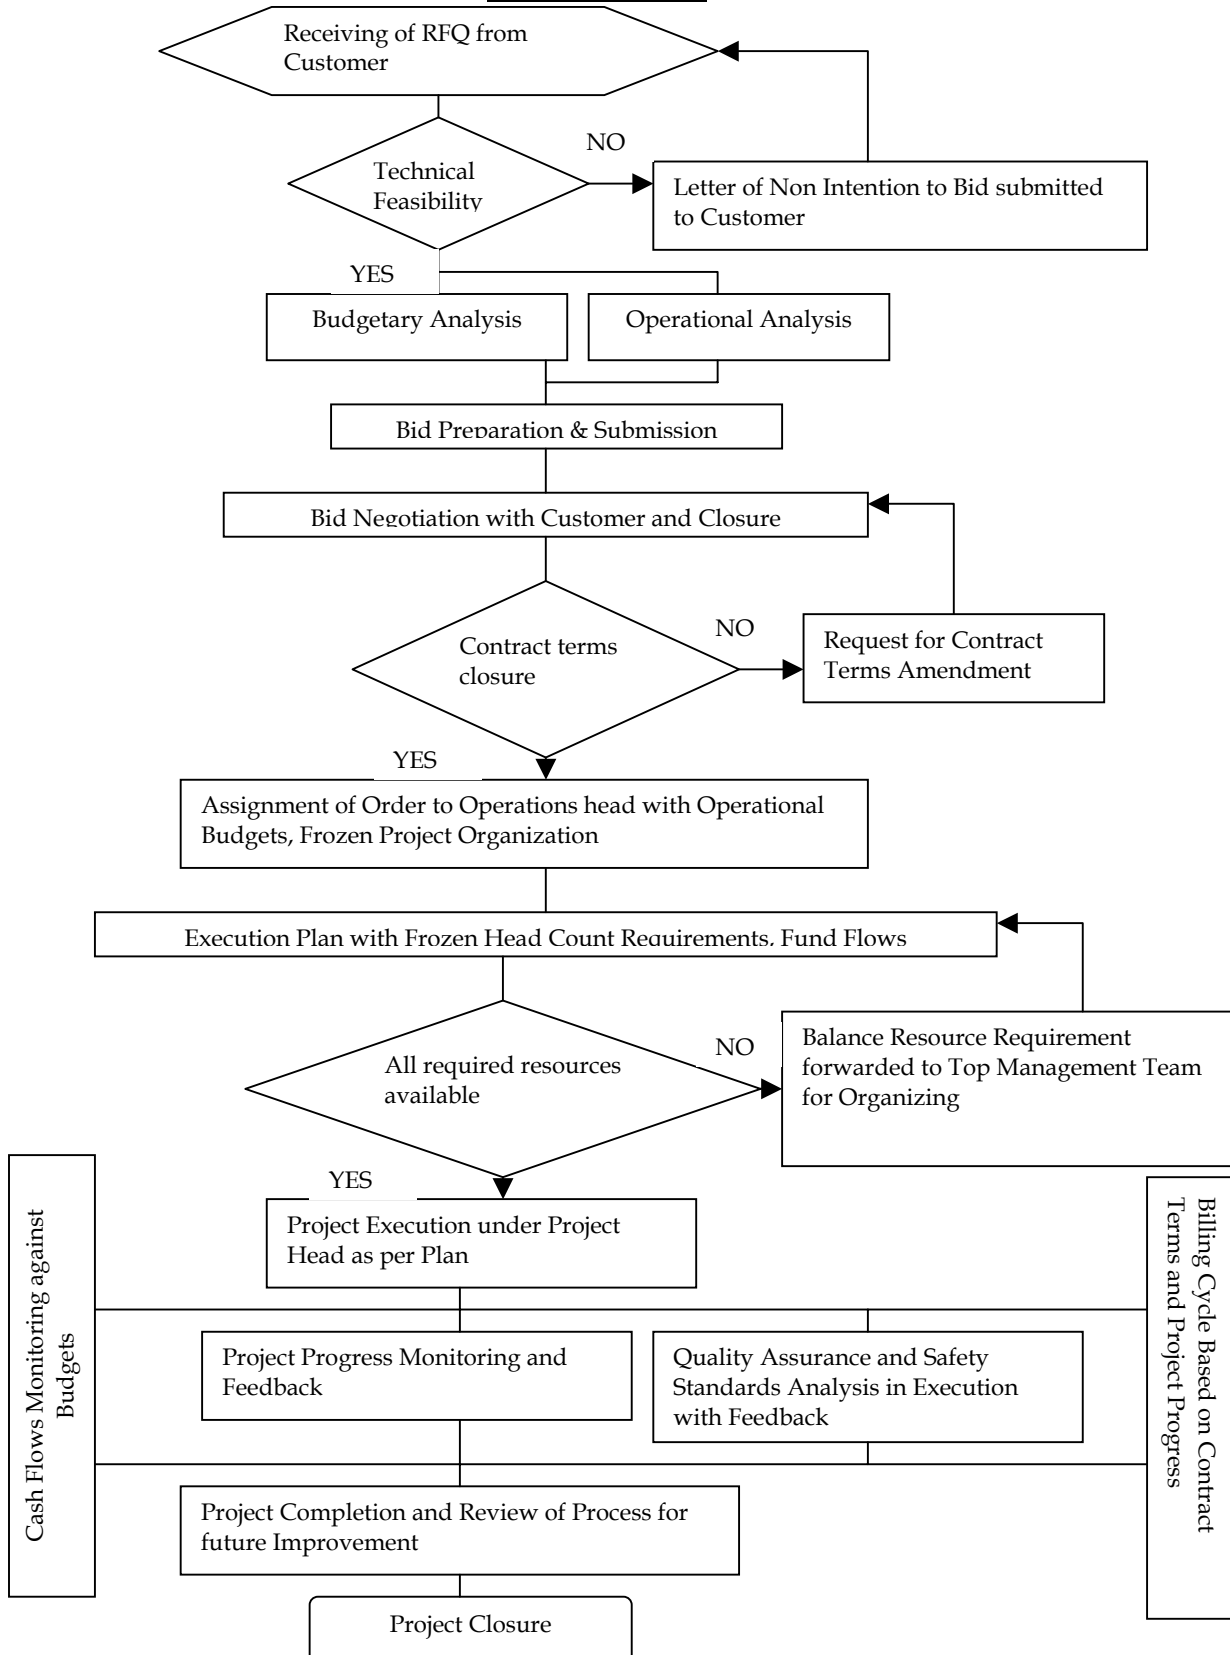 Receiving of RFQ from
Customer
NO
Technical
Feasibility
Letter of Non Intention to Bid submitted
to Customer
YES
Budgetary Analysis
Operational Analysis
Bid Preparation & Submission
Bid Negotiation with Customer and Closure
Contract terms
closure
NO
Request for Contract
Terms Amendment
YES
Assignment of Order to Operations head with Operational
Budgets, Frozen Project Organization
Execution Plan with Frozen Head Count Requirements, Fund Flows
All required resources
available
NO
Balance Resource Requirement
forwarded to Top Management Team
for Organizing
YES
Project Execution under Project
Head as per Plan
Cash Flows Monitoring against
Budgets
Billing Cycle Based on Contract
Terms and Project Progress
Project Progress Monitoring and
Feedback
Quality Assurance and Safety
Standards Analysis in Execution
with Feedback
Project Completion and Review of Process for
future Improvement
Project Closure